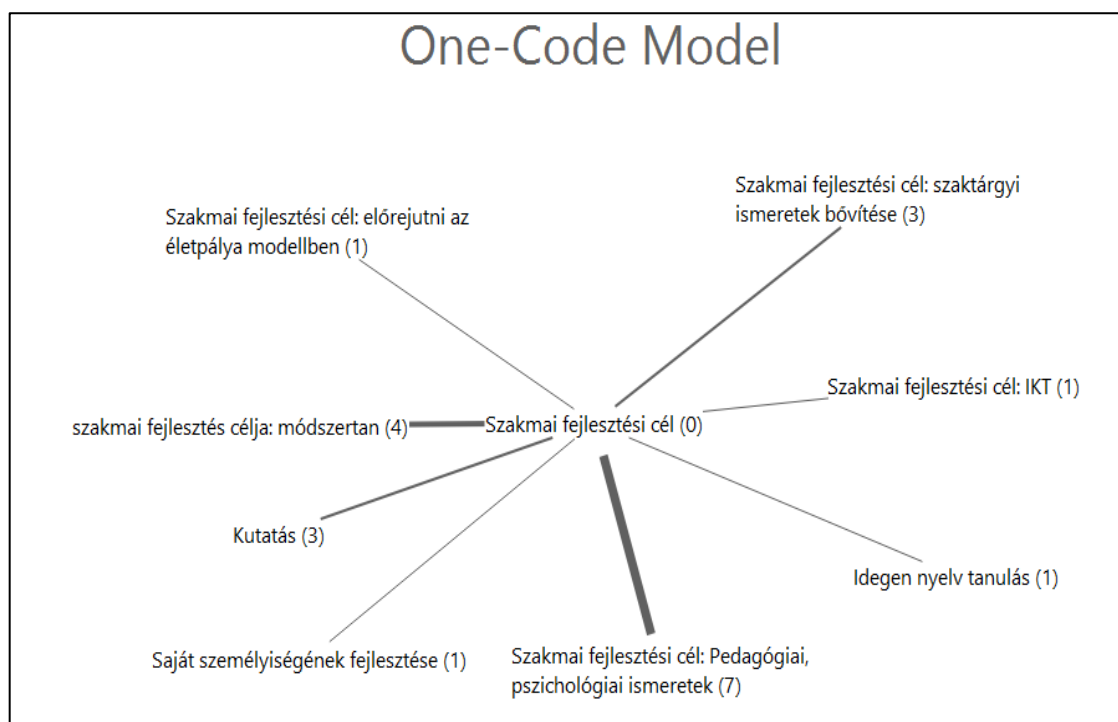 One-Code Model
Szakmai fejlesztési cél: szaktárgyi
ismeretek bővítése (3)
Szakmai fejlesztési cél: előrejutni az
életpálya modellben (1)
Szakmai fejlesztési cél: IKT (1)
szakmai fejlesztés célja: módszertan (4)
Szakmai fejlesztési cél (0)
Kutatás (3)
Idegen nyelv tanulás (1)
Saját személyiségének fejlesztése (1)
Szakmai fejlesztési cél: Pedagógiai,
pszichológiai ismeretek (7)